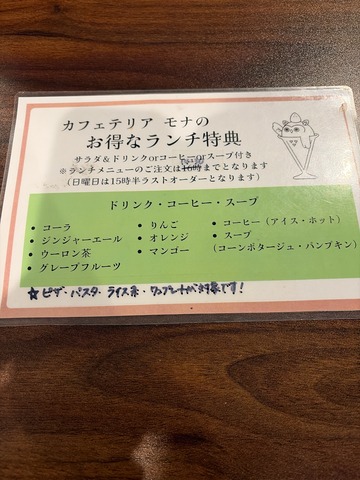 カフェテリア モナの
お得なランチ特典
サラダ&ドリンクorコーヒーorスープ付き
※ランチメニューのご注文は16時までとなります
(日曜日は15時半ラストオーダーとなります)
ドリンク・コーヒー・スープ
• コーラ
• ジンジャーエール
• ウーロン茶
• グレープフルーツ
• りんご
• オレンジ
• マンゴー
• コーヒー(アイス・ホット)
• スープ
(コーンポタージュ・パンプキン)
☆ピザ・パスタ・ライス系・ワンプレートが対象です!